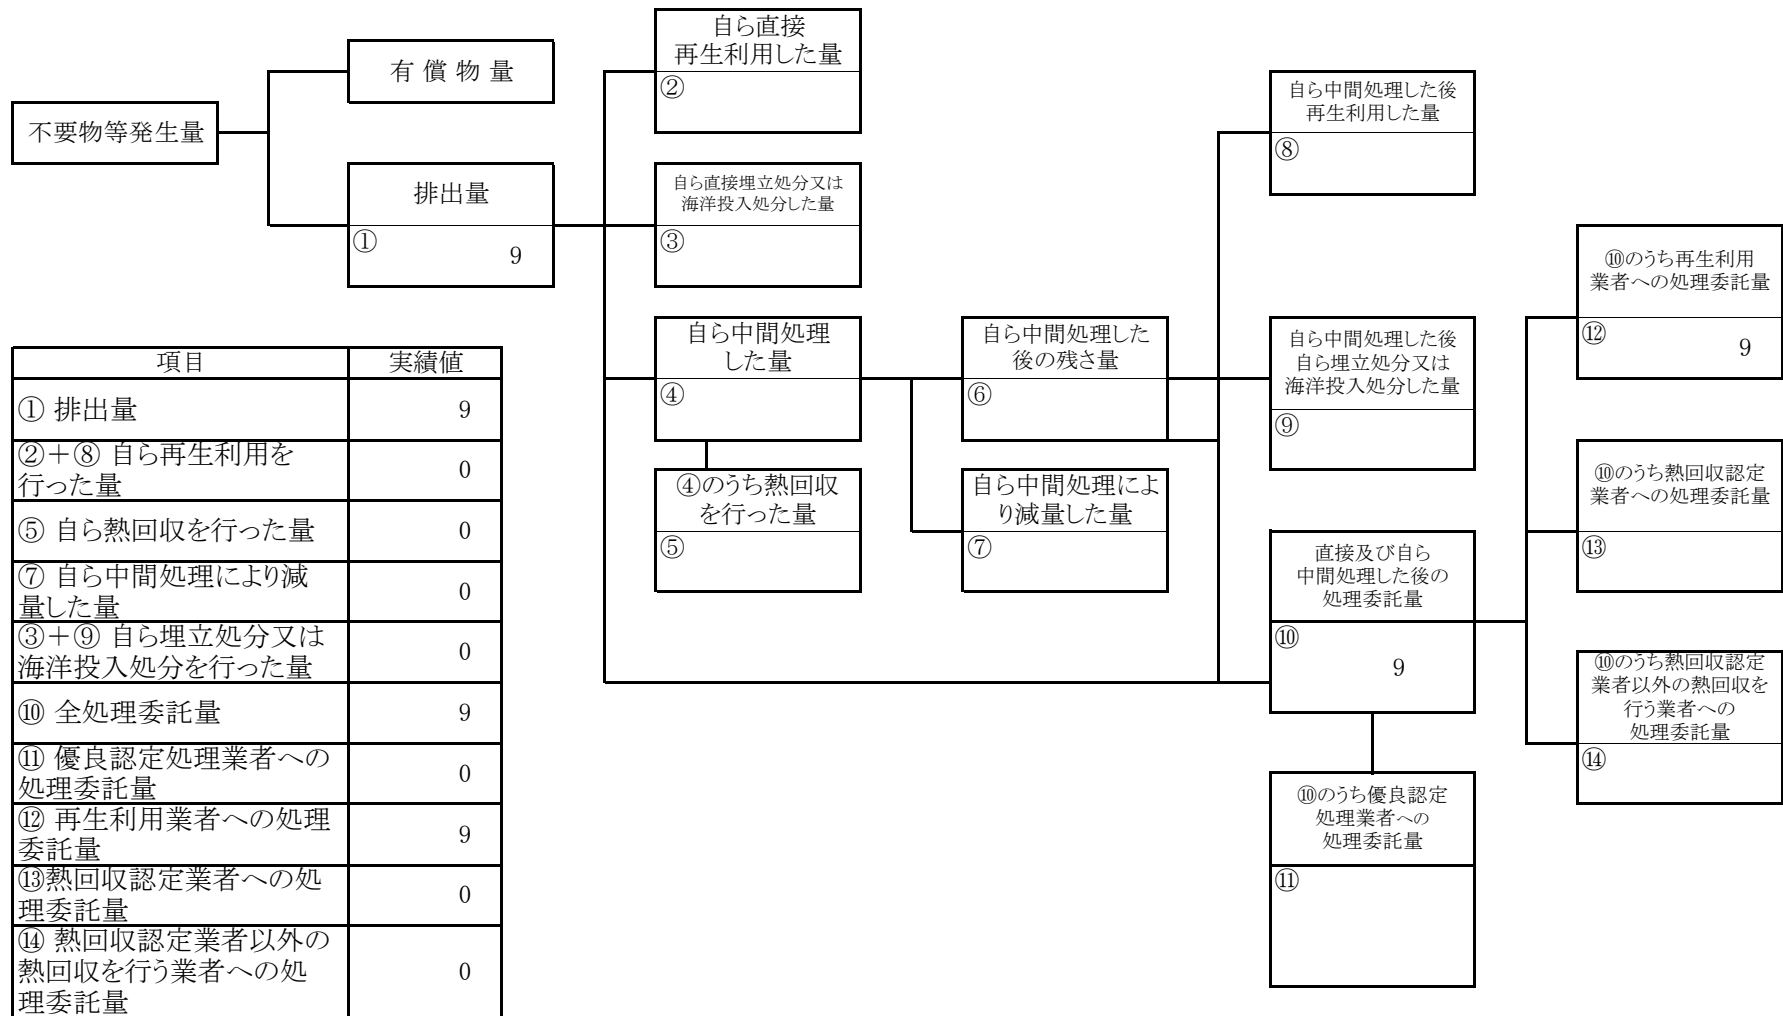 不要物等発生量
有 償 物 量
排出量
①
9
自ら直接
再生利用した量
②
自ら直接埋立処分又は
海洋投入処分した量
③
自ら中間処理
した量
④
④のうち熱回収
を行った量
⑤
自ら中間処理した
後の残さ量
⑥
自ら中間処理によ
り減量した量
⑦
自ら中間処理した後
再生利用した量
⑧
自ら中間処理した後
自ら埋立処分又は
海洋投入処分した量
⑨
直接及び自ら
中間処理した後の
処理委託量
⑩
9
⑩のうち優良認定
処理業者への
処理委託量
⑪
⑩のうち再生利用
業者への処理委託量
⑫
9
⑩のうち熱回収認定
業者への処理委託量
⑬
⑩のうち熱回収認定
業者以外の熱回収を
行う業者への
処理委託量
⑭
項目 実績値
① 排出量 9
②＋⑧ 自ら再生利用を
行った量 0
⑤ 自ら熱回収を行った量 0
⑦ 自ら中間処理により減
量した量 0
③＋⑨ 自ら埋立処分又は
海洋投入処分を行った量 0
⑩ 全処理委託量 9
⑪ 優良認定処理業者への
処理委託量 0
⑫ 再生利用業者への処理
委託量 9
⑬熱回収認定業者への処
理委託量 0
⑭ 熱回収認定業者以外の
熱回収を行う業者への処
理委託量 0